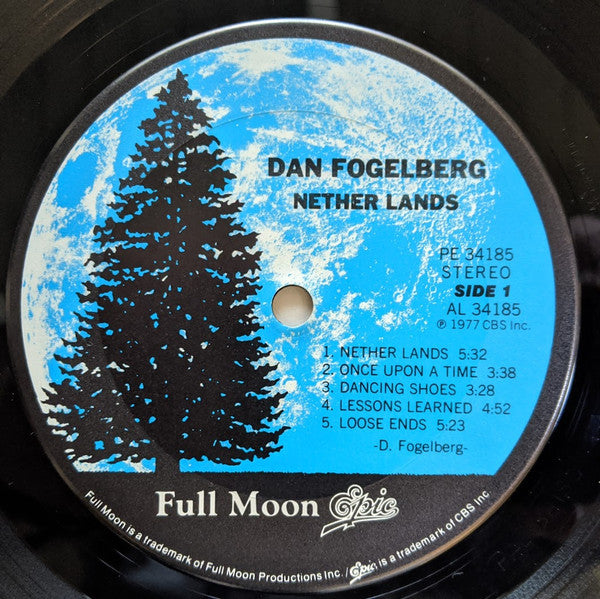 DAN FOGELBERG
NETHER LANDS
PE 34185
STEREO
SIDE 1
AL 34185
℗ 1977 CBS Inc.
1. NETHER LANDS 5:32
2. ONCE UPON A TIME 3:38
3. DANCING SHOES 3:28
4. LESSONS LEARNED 4:52
5. LOOSE ENDS 5:23
-D. Fogelberg-
Full Moon Epic
Full Moon is a trademark of Full Moon Productions Inc. / Epic is a trademark of CBS Inc